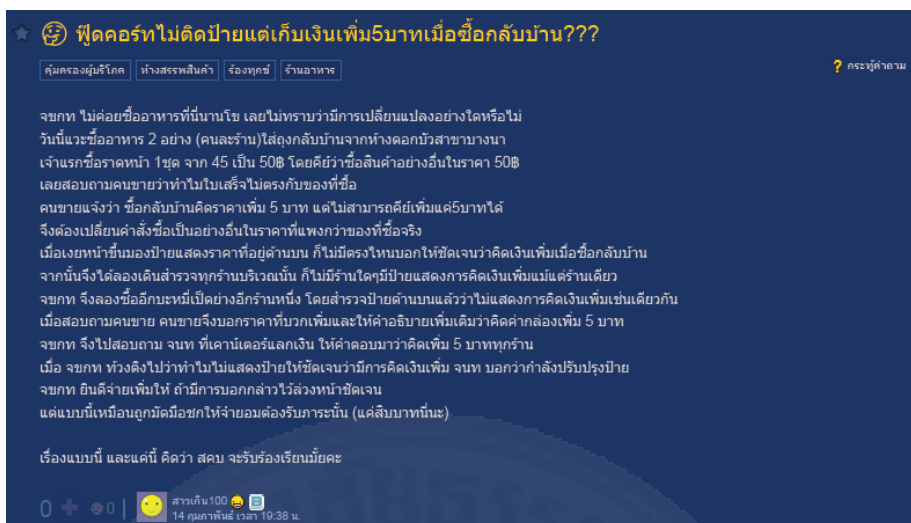 ฟู๊ดคอร์ทไม่ติดป้ายแต่เก็บเงินเพิ่ม5บาทเมื่อซื้อกลับบ้าน???
คุ้มครองผู้บริโภค ห้างสรรพสินค้า ร้องทุกข์ ร้านอาหาร
? กระทู้คำถาม
จขกท ไม่ค่อยซื้ออาหารที่นี่นานโข เลยไม่ทราบว่ามีการเปลี่ยนแปลงอย่างใดหรือไม่
วันนี้แวะซื้ออาหาร 2 อย่าง (คนละร้าน)ใส่ถุงกลับบ้านจากห้างดอกบัวสาขาบางนา
เจ้าแรกซื้อราดหน้า 1ชุด จาก 45 เป็น 50฿ โดยคีย์ว่าซื้อสินค้าอย่างอื่นในราคา 50฿
เลยสอบถามคนขายว่าทำไมใบเสร็จไม่ตรงกับของที่ซื้อ
คนขายแจ้งว่า ซื้อกลับบ้านคิดราคาเพิ่ม 5 บาท แต่ไม่สามารถคีย์เพิ่มแค่5บาทได้
จึงต้องเปลี่ยนคำสั่งซื้อเป็นอย่างอื่นในราคาที่แพงกว่าของที่ซื้อจริง
เมื่อเงยหน้าขึ้นมองป้ายแสดงราคาที่อยู่ด้านบน ก็ไม่มีตรงไหนบอกให้ชัดเจนว่าคิดเงินเพิ่มเมื่อซื้อกลับบ้าน
จากนั้นจึงได้ลองเดินสำรวจทุกร้านบริเวณนั้น ก็ไม่มีร้านใดๆมีป้ายแสดงการคิดเงินเพิ่มแม้แต่ร้านเดียว
จขกท จึงลองซื้ออีกบะหมี่เป็ดอย่างอีกร้านหนึ่ง โดยสำรวจป้ายด้านบนแล้วว่าไม่แสดงการคิดเงินเพิ่มเช่นเดียวกัน
เมื่อสอบถามคนขาย คนขายจึงบอกราคาที่บวกเพิ่มและให้คำอธิบายเพิ่มเติมว่าคิดค่ากล่องเพิ่ม 5 บาท
จขกท จึงไปสอบถาม จนท ที่เคาน์เตอร์แลกเงิน ให้คำตอบมาว่าคิดเพิ่ม 5 บาททุกร้าน
เมื่อ จขกท ท้วงติงไปว่าทำไมไม่แสดงป้ายให้ชัดเจนว่ามีการคิดเงินเพิ่ม จนท บอกว่ากำลังปรับปรุงป้าย
จขกท ยินดีจ่ายเพิ่มให้ ถ้ามีการบอกกล่าวไว้ล่วงหน้าชัดเจน
แต่แบบนี้เหมือนถูกมัดมือชกให้จำยอมต้องรับภาระนั้น (แค่สิบบาทนี่นะ)
เรื่องแบบนี้ และแค่นี้ คิดว่า สคบ จะรับร้องเรียนมั้ยคะ
0 + 0 |
สาวเกิน100
14 กุมภาพันธ์ เวลา 19:38 น.